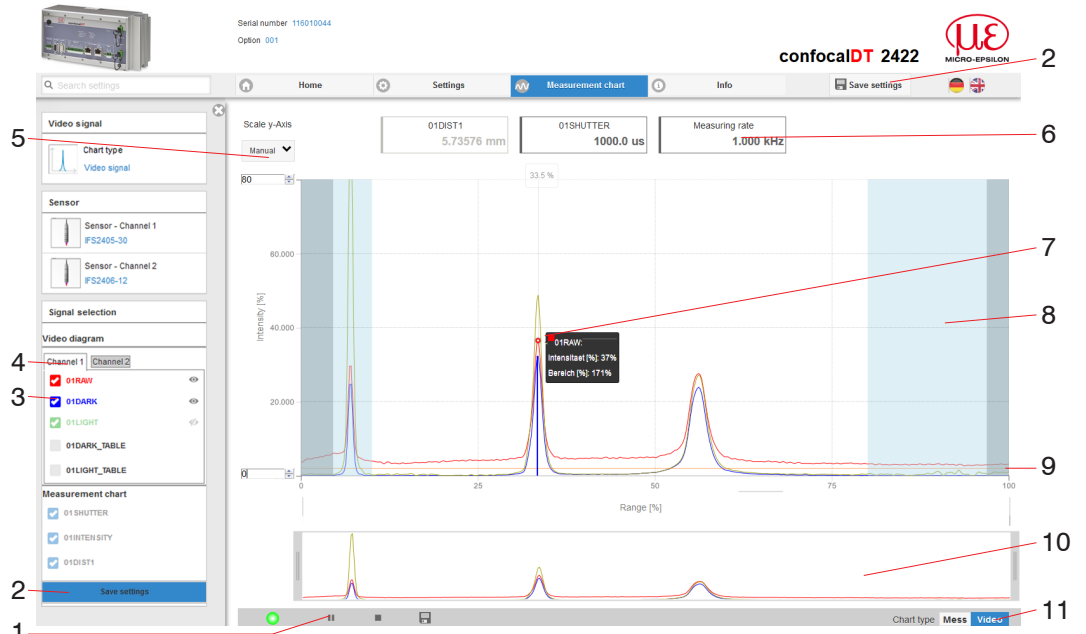 Serial number 116010044
Option 001
confocalDT 2422
με
MICRO-EPSILON
2
Search settings
Home
Settings
Measurement chart
Info
Save settings
5
Video signal
Chart type
Video signal
Sensor
Sensor - Channel 1
IFS2405-30
Sensor - Channel 2
IFS2406-12
Signal selection
Video diagram
4
Channel 1
Channel 2
01RAW
3
01DARK
01LIGHT
01DARK_TABLE
01LIGHT_TABLE
Measurement chart
01SHUTTER
01INTENSITY
01DIST1
2
Save settings
1
Scale y-Axis
Manual
01DIST1
5.73576 mm
01SHUTTER
1000.0 us
Measuring rate
1.000 kHz
6
80
33.5 %
60.000
40.000
20.000
0
Intensity [%]
7
01RAW:
Intensitaet [%]: 37%
Bereich [%]: 171%
8
9
0
25
50
75
100
Range [%]
10
Chart type
Mess
Video
11